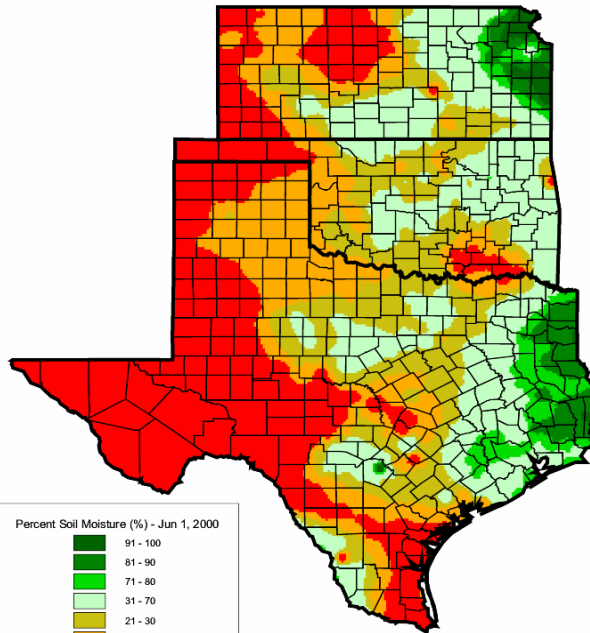 Percent Soil Moisture (%) - Jun 1, 2000
91 - 100
81 - 90
71 - 80
31 - 70
21 - 30